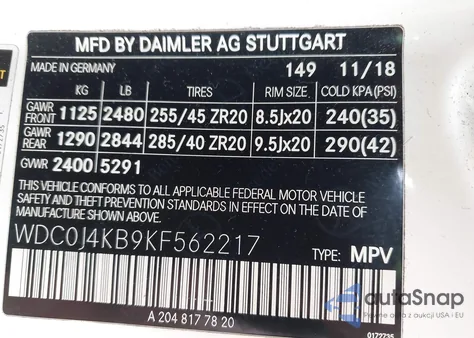 MFD BY DAIMLER AG STUTTGART
MADE IN GERMANY 149 11/18
KG LB TIRES RIM SIZE COLD KPA(PSI)
GAWR FRONT 1125 2480 255/45 ZR20 8.5Jx20 240(35)
GAWR REAR 1290 2844 285/40 ZR20 9.5Jx20 290(42)
GVWR 2400 5291
THIS VEHICLE CONFORMS TO ALL APPLICABLE FEDERAL MOTOR VEHICLE
SAFETY AND THEFT PREVENTION STANDARDS IN EFFECT ON THE DATE OF
MANUFACTURE SHOWN ABOVE.
WDC0J4KB9KF562217 TYPE: MPV
A 204 817 78 20
autoSnap
Pewne auta z aukcji USA i EU
0172735